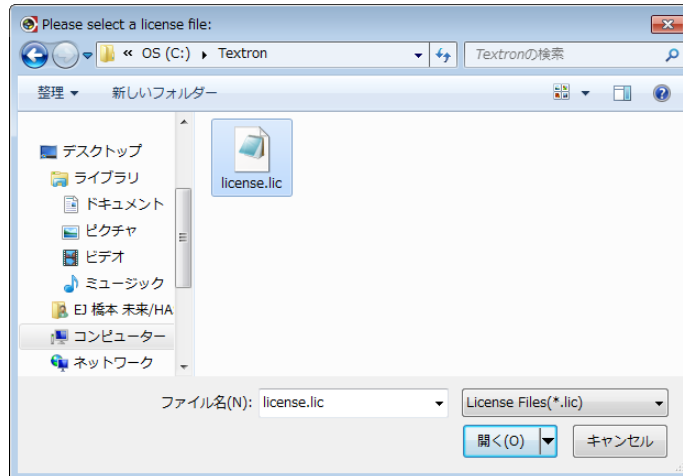 Please select a license file:
« OS (C:) ▸ Textron
Textronの検索
整理 ▼ 新しいフォルダー
デスクトップ
ライブラリ
ドキュメント
ピクチャ
ビデオ
ミュージック
EJ 橋本 未来/HA
コンピューター
ネットワーク
license.lic
ファイル名(N): license.lic
License Files(*.lic)
開く(O)
キャンセル